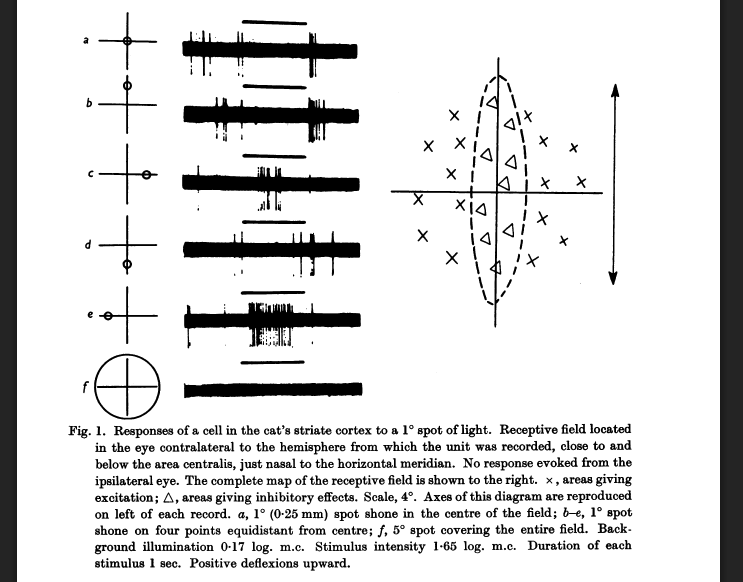 a
b
c
d
e
f
Fig. 1. Responses of a cell in the cat's striate cortex to a 1° spot of light. Receptive field located
in the eye contralateral to the hemisphere from which the unit was recorded, close to and
below the area centralis, just nasal to the horizontal meridian. No response evoked from the
ipsilateral eye. The complete map of the receptive field is shown to the right. ×, areas giving
excitation; △, areas giving inhibitory effects. Scale, 4°. Axes of this diagram are reproduced
on left of each record. a, 1° (0·25 mm) spot shone in the centre of the field; b–e, 1° spot
shone on four points equidistant from centre; f, 5° spot covering the entire field. Back-
ground illumination 0·17 log. m.c. Stimulus intensity 1·65 log. m.c. Duration of each
stimulus 1 sec. Positive deflexions upward.